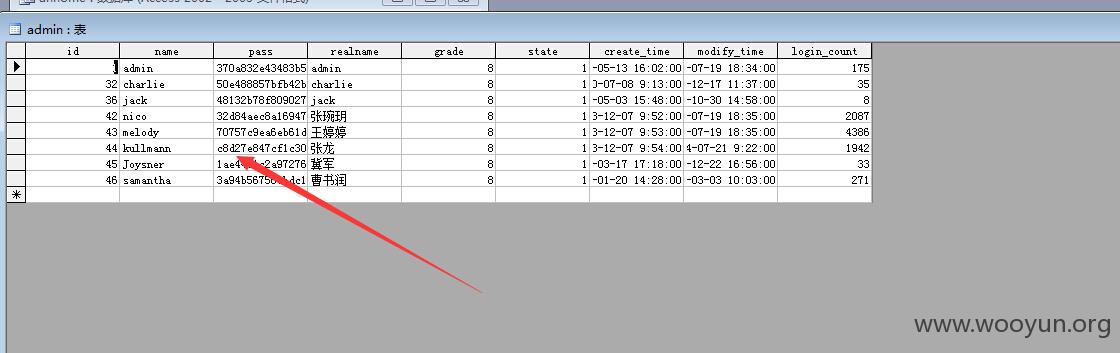 admin : 表
id name pass realname grade state create_time modify_time login_count
admin 370a832e43483b5 admin 8 1 -05-13 16:02:00 -07-19 18:34:00 175
32 charlie 50e488857bfb42b charlie 8 1 0-07-08 9:13:00 -12-17 11:37:00 35
36 jack 48132b78f809027 jack 8 1 -05-03 15:48:00 -10-30 14:58:00 8
42 nico 32d84aec8a16947 张琬玥 8 1 3-12-07 9:52:00 -07-19 18:35:00 2087
43 melody 70757c9ea6eb61d 王婷婷 8 1 3-12-07 9:53:00 -07-19 18:35:00 4386
44 kullmann c8d27e847cf1c30 张龙 8 1 3-12-07 9:54:00 4-07-21 9:22:00 1942
45 Joysner 冀军 8 1 -03-17 17:18:00 -12-22 16:56:00 33
46 samantha 曹书润 8 1 -01-20 14:28:00 -03-03 10:03:00 271
www.wooyun.org